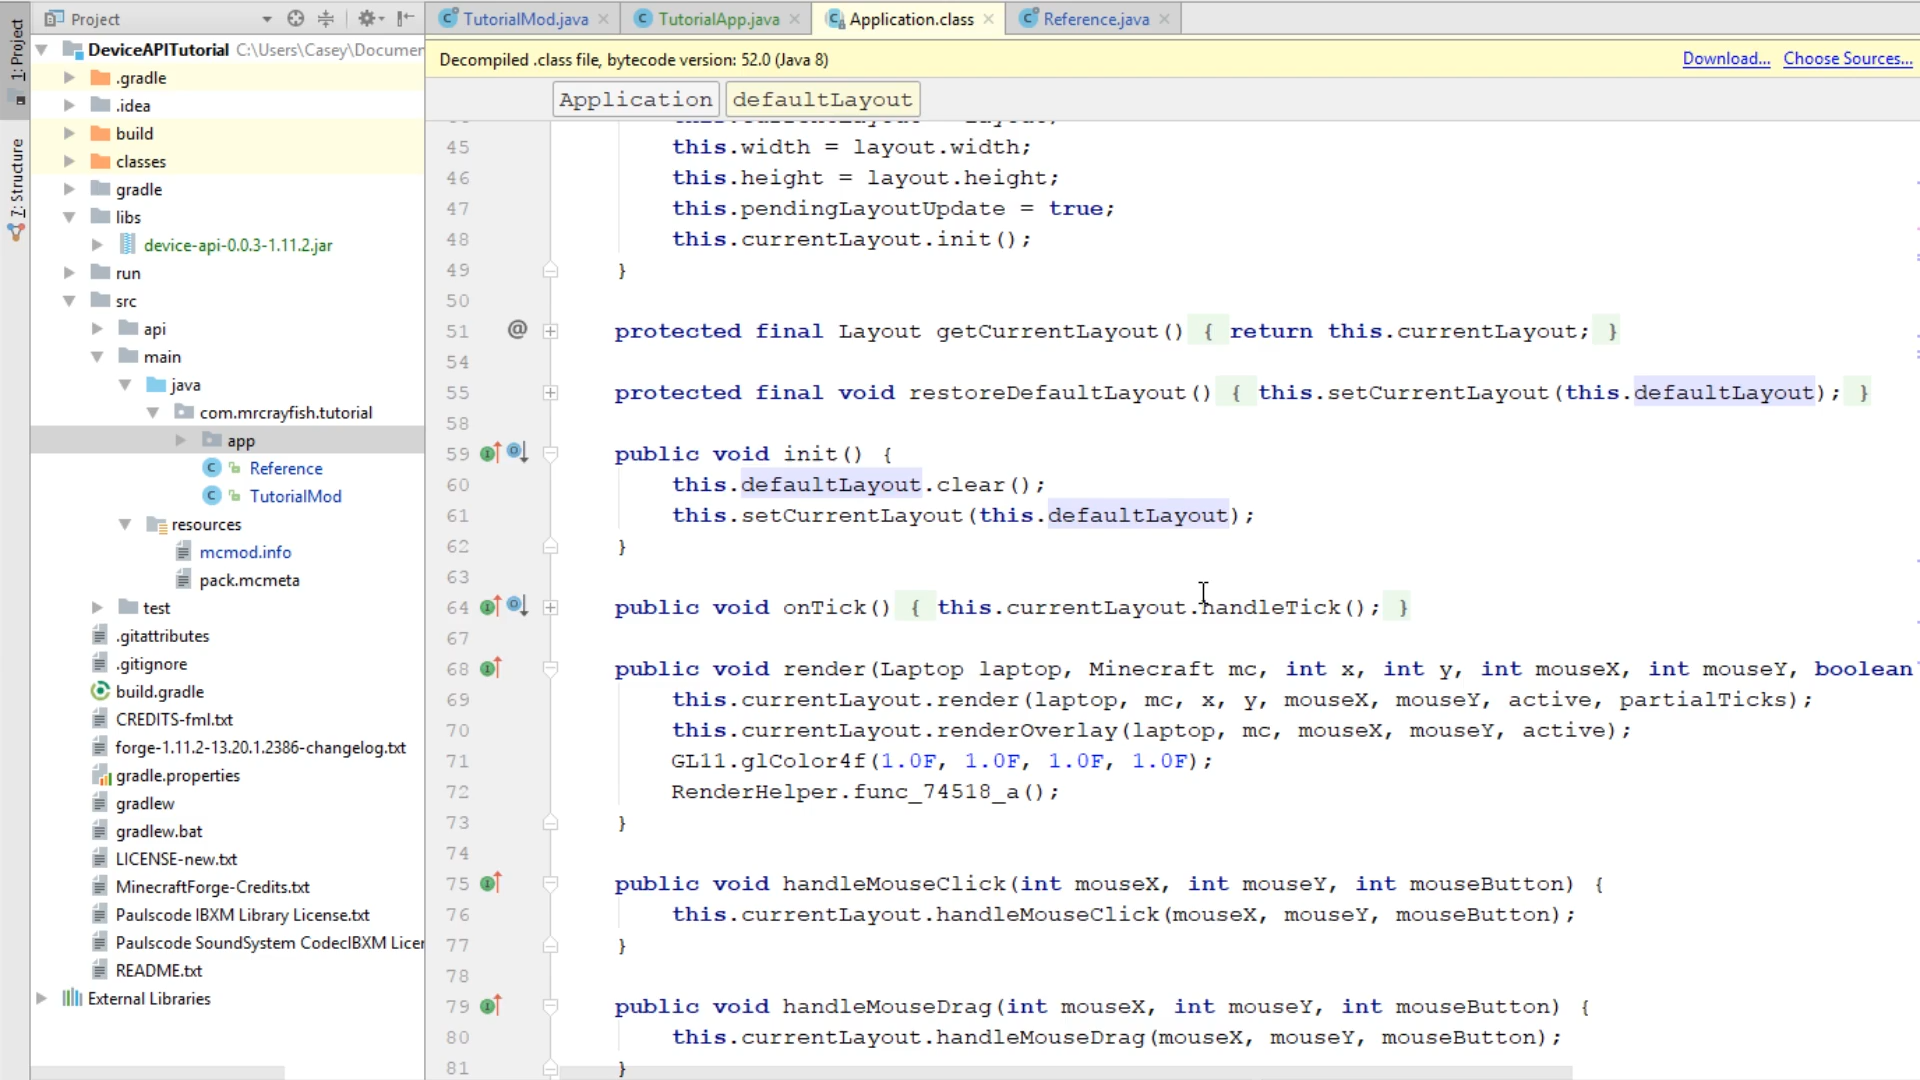 1: Project
7: Structure
Project
DeviceAPITutorial C:\Users\Casey\Documen
.gradle
.idea
build
classes
gradle
libs
device-api-0.0.3-1.11.2.jar
run
src
api
main
java
com.mrcrayfish.tutorial
app
Reference
TutorialMod
resources
mcmod.info
pack.mcmeta
test
.gitattributes
.gitignore
build.gradle
CREDITS-fml.txt
forge-1.11.2-13.20.1.2386-changelog.txt
gradle.properties
gradlew
gradlew.bat
LICENSE-new.txt
MinecraftForge-Credits.txt
Paulscode IBXM Library License.txt
Paulscode SoundSystem CodecIBXM Licer
README.txt
External Libraries
TutorialMod.java TutorialApp.java Application.class Reference.java
Decompiled .class file, bytecode version: 52.0 (Java 8) Download... Choose Sources...
Application defaultLayout
45 this.width = layout.width;
46 this.height = layout.height;
47 this.pendingLayoutUpdate = true;
48 this.currentLayout.init();
49 }
50
51 @ protected final Layout getCurrentLayout() { return this.currentLayout; }
54
55 protected final void restoreDefaultLayout() { this.setCurrentLayout(this.defaultLayout); }
58
59 public void init() {
60 this.defaultLayout.clear();
61 this.setCurrentLayout(this.defaultLayout);
62 }
63
64 public void onTick() { this.currentLayout.handleTick(); }
67
68 public void render(Laptop laptop, Minecraft mc, int x, int y, int mouseX, int mouseY, boolean
69 this.currentLayout.render(laptop, mc, x, y, mouseX, mouseY, active, partialTicks);
70 this.currentLayout.renderOverlay(laptop, mc, mouseX, mouseY, active);
71 GL11.glColor4f(1.0F, 1.0F, 1.0F, 1.0F);
72 RenderHelper.func_74518_a();
73 }
74
75 public void handleMouseClick(int mouseX, int mouseY, int mouseButton) {
76 this.currentLayout.handleMouseClick(mouseX, mouseY, mouseButton);
77 }
78
79 public void handleMouseDrag(int mouseX, int mouseY, int mouseButton) {
80 this.currentLayout.handleMouseDrag(mouseX, mouseY, mouseButton);
81 }